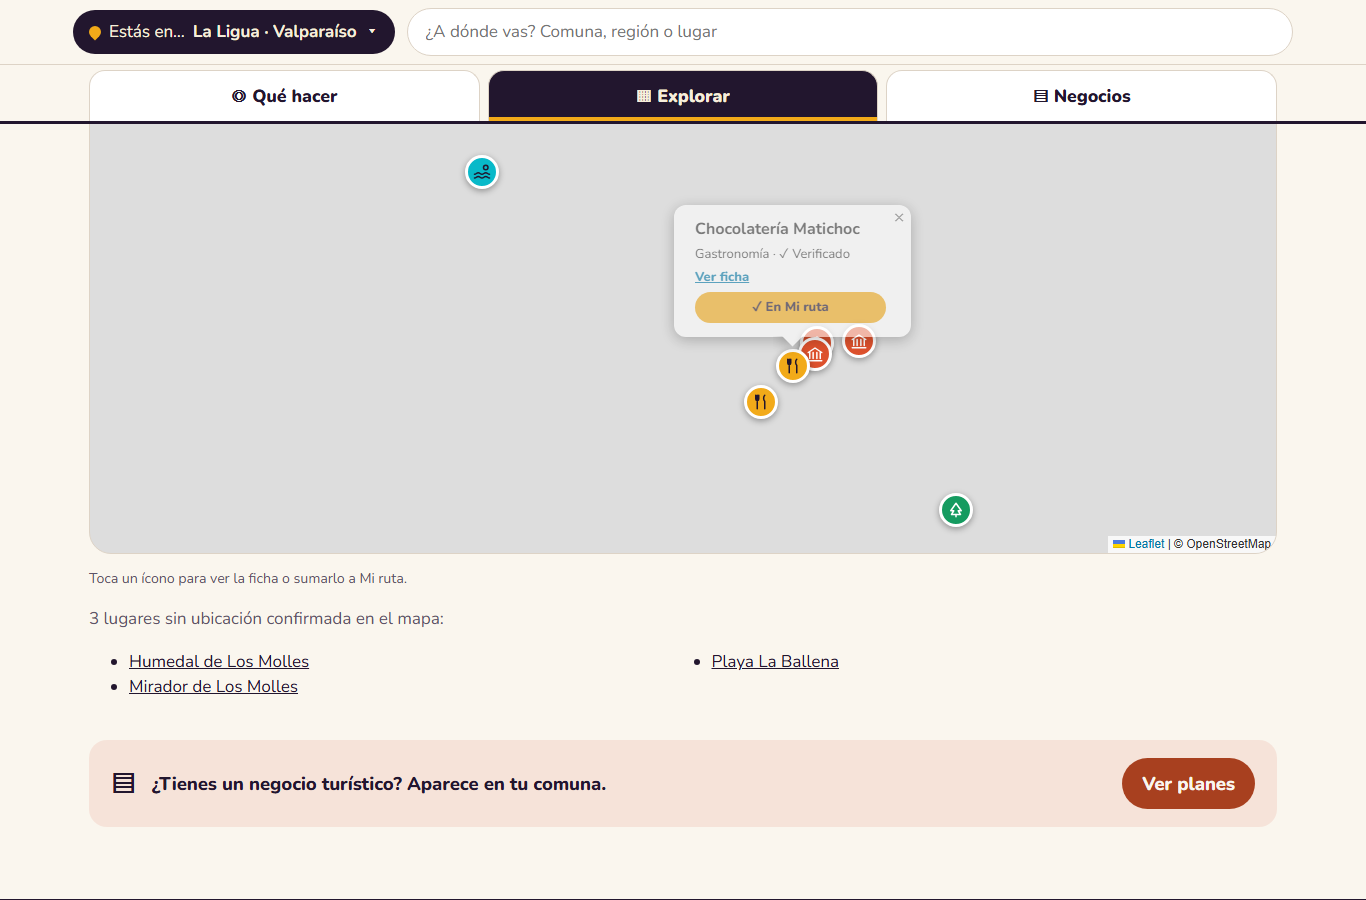 Estás en... La Ligua · Valparaíso
¿A dónde vas? Comuna, región o lugar
Qué hacer
Explorar
Negocios
Chocolatería Matichoc
Gastronomía · ✓ Verificado
Ver ficha
✓ En Mi ruta
Leaflet | © OpenStreetMap
Toca un ícono para ver la ficha o sumarlo a Mi ruta.
3 lugares sin ubicación confirmada en el mapa:
Humedal de Los Molles
Mirador de Los Molles
Playa La Ballena
¿Tienes un negocio turístico? Aparece en tu comuna.
Ver planes